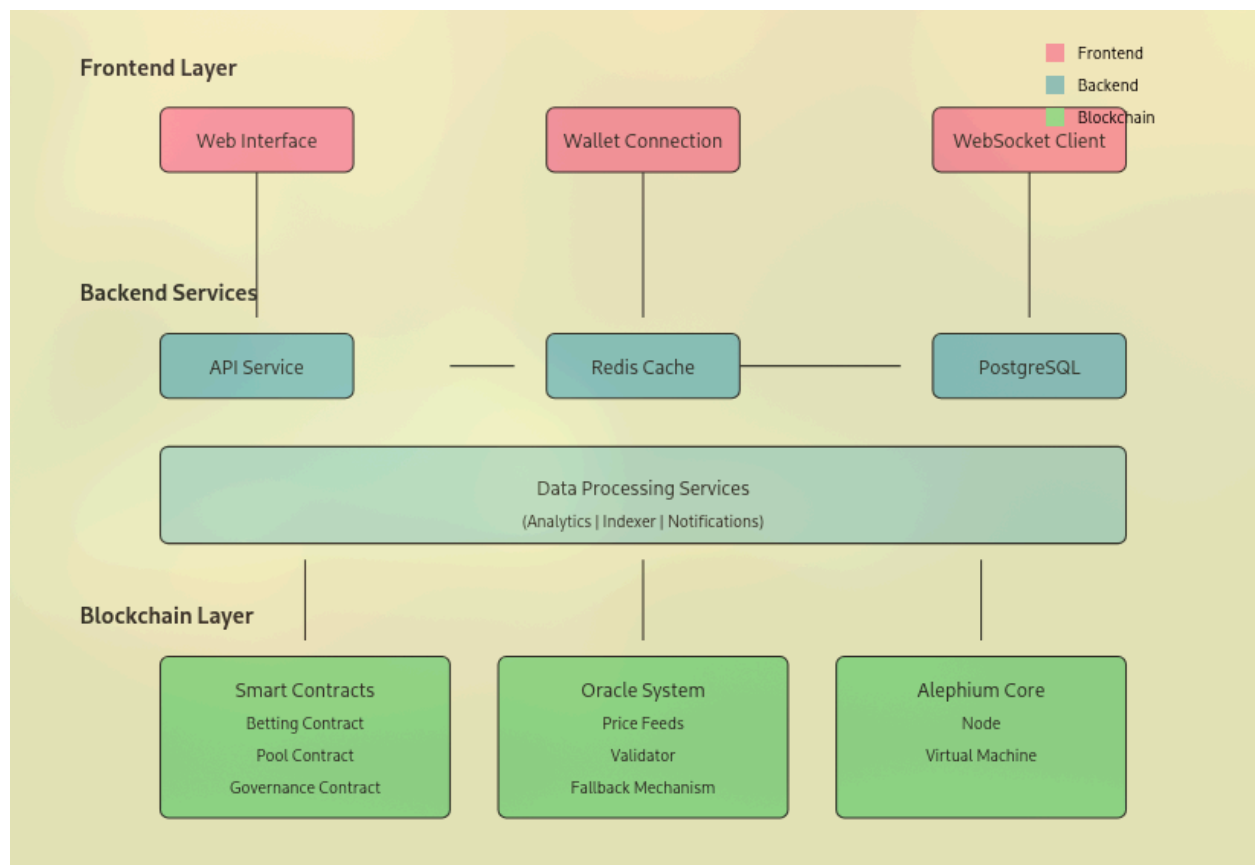 Frontend Layer
Frontend
Backend
Blockchain
Web Interface
Wallet Connection
WebSocket Client
Backend Services
API Service
Redis Cache
PostgreSQL
Data Processing Services
(Analytics | Indexer | Notifications)
Blockchain Layer
Smart Contracts
Betting Contract
Pool Contract
Governance Contract
Oracle System
Price Feeds
Validator
Fallback Mechanism
Alephium Core
Node
Virtual Machine